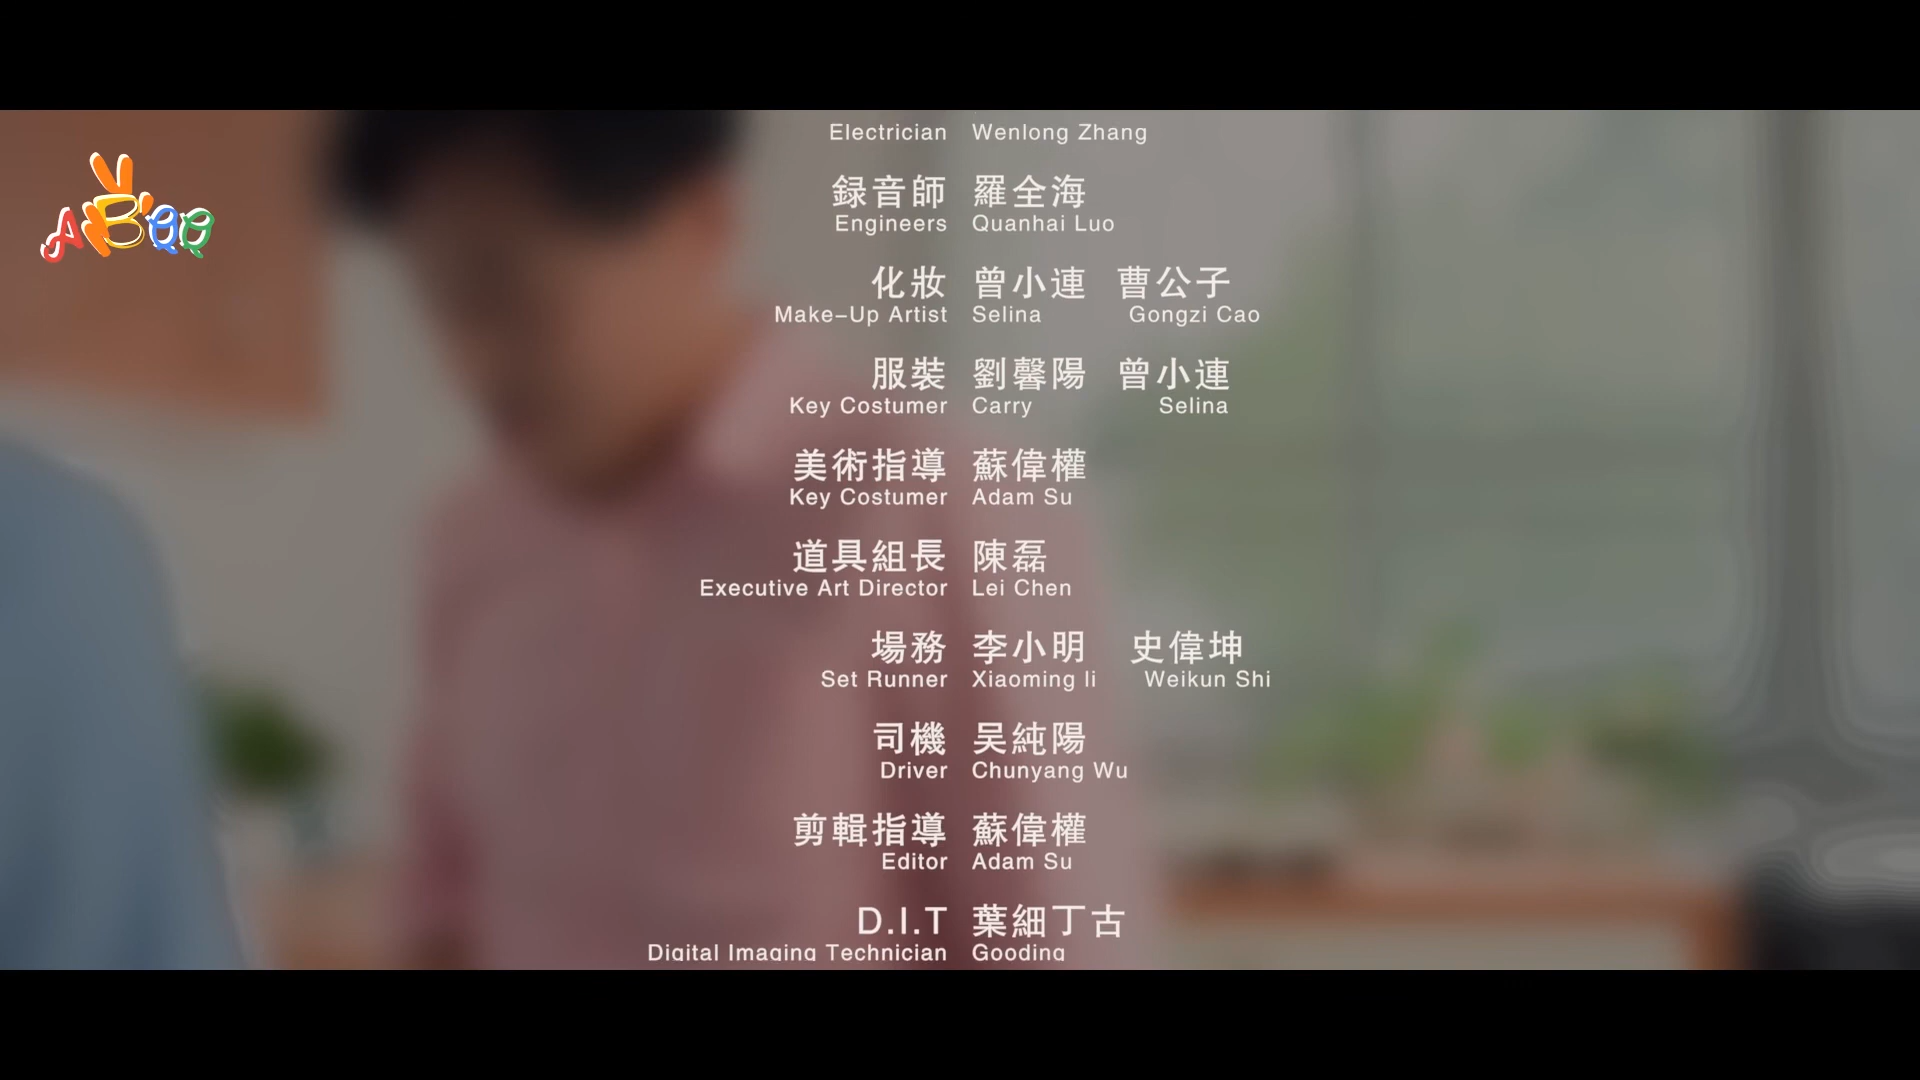 Electrician Wenlong Zhang
録音師 羅全海
Engineers Quanhai Luo
化妝 曾小連 曹公子
Make-Up Artist Selina Gongzi Cao
服裝 劉馨陽 曾小連
Key Costumer Carry Selina
美術指導 蘇偉權
Key Costumer Adam Su
道具組長 陳磊
Executive Art Director Lei Chen
場務 李小明 史偉坤
Set Runner Xiaoming li Weikun Shi
司機 吴純陽
Driver Chunyang Wu
剪輯指導 蘇偉權
Editor Adam Su
D.I.T 葉細丁古
Digital Imaging Technician Gooding